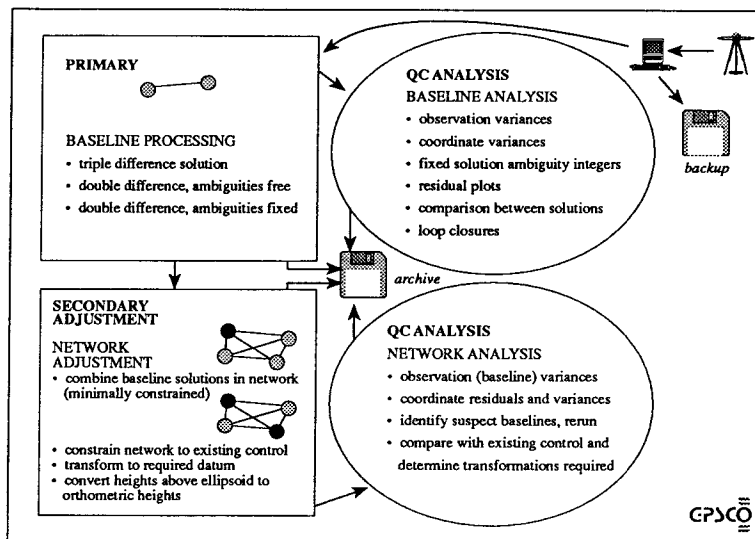 PRIMARY
BASELINE PROCESSING
• triple difference solution
• double difference, ambiguities free
• double difference, ambiguities fixed
QC ANALYSIS
BASELINE ANALYSIS
• observation variances
• coordinate variances
• fixed solution ambiguity integers
• residual plots
• comparison between solutions
• loop closures
backup
archive
SECONDARY
ADJUSTMENT
NETWORK
ADJUSTMENT
• combine baseline solutions in network
(minimally constrained)
• constrain network to existing control
• transform to required datum
• convert heights above ellipsoid to
orthometric heights
QC ANALYSIS
NETWORK ANALYSIS
• observation (baseline) variances
• coordinate residuals and variances
• identify suspect baselines, rerun
• compare with existing control and
determine transformations required
GPSCO